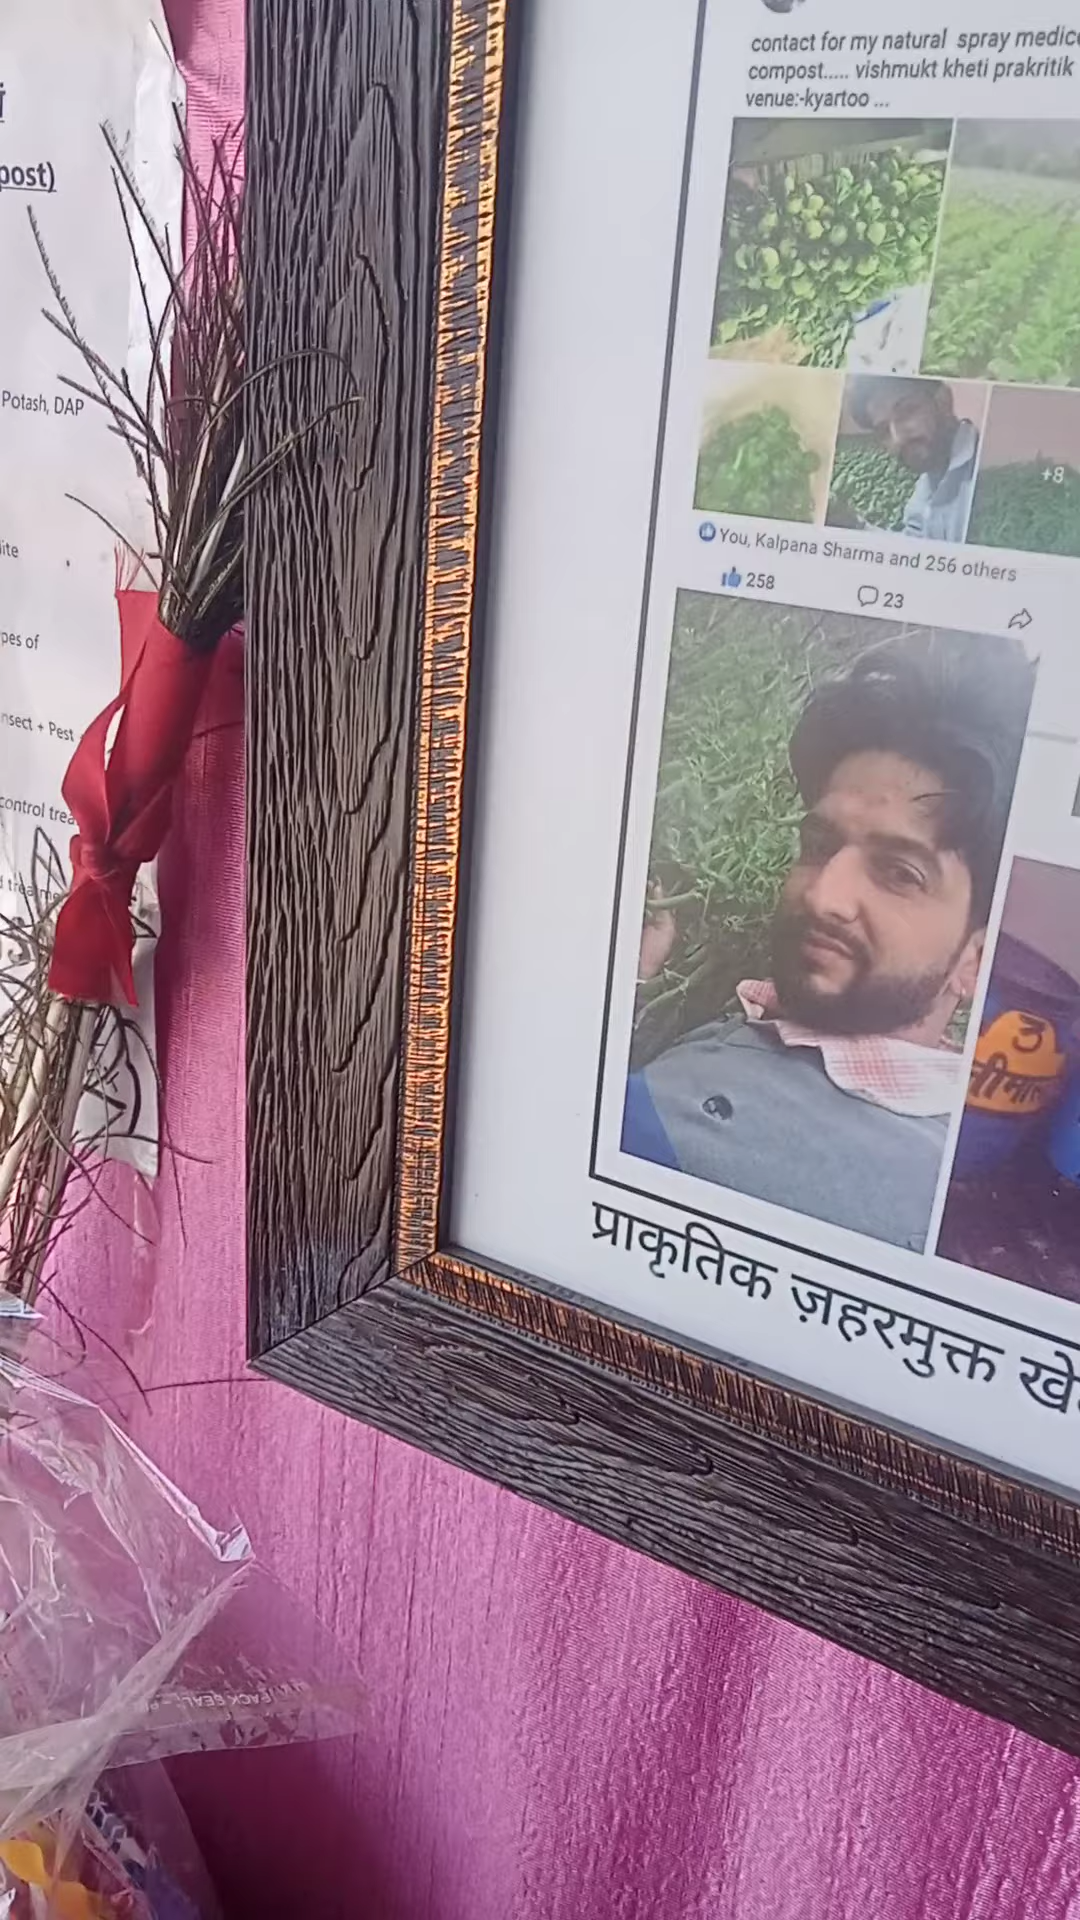 post)
Potash, DAP
pes of
nsect + Pest
control trea
contact for my natural spray medic
compost..... vishmukt kheti prakritik
venue:-kyartoo ...
+8
You, Kalpana Sharma and 256 others
258
23
3
प्राकृतिक ज़हरमुक्त